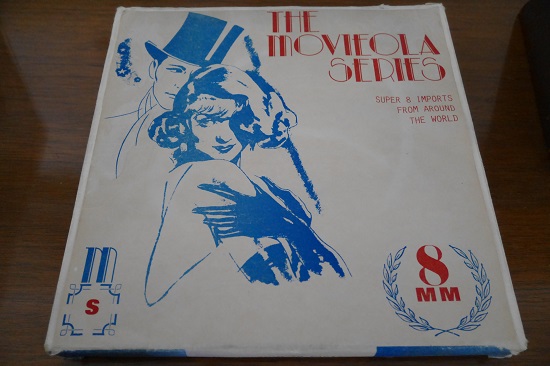 THE
MOVIEOLA
SERIES
SUPER 8 IMPORTS
FROM AROUND
THE WORLD
m
S
8
MM